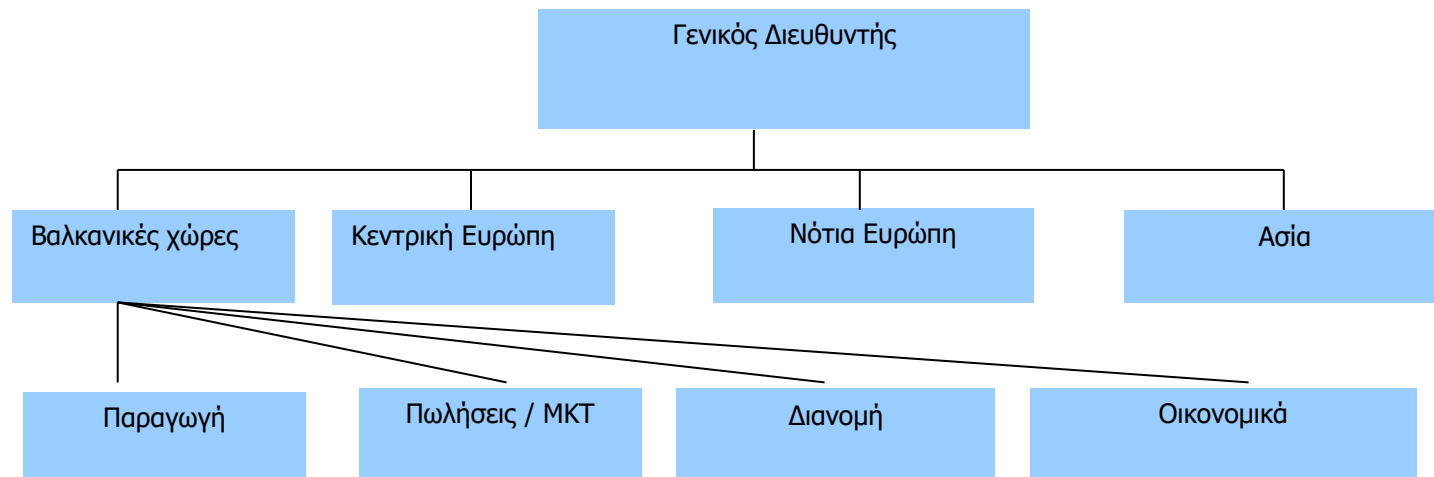 Γενικός Διευθυντής
Βαλκανικές χώρες
Κεντρική Ευρώπη
Νότια Ευρώπη
Ασία
Παραγωγή
Πωλήσεις / ΜΚΤ
Διανομή
Οικονομικά